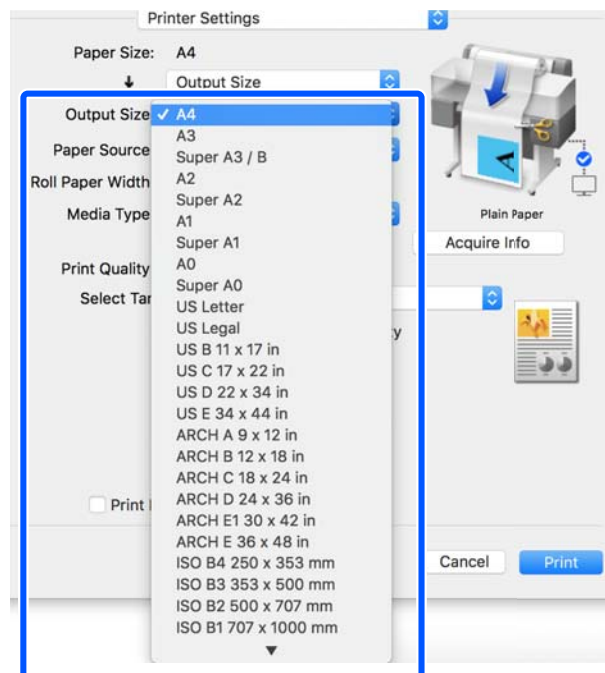 Printer Settings
Paper Size: A4
Output Size
Output Size ✓ A4
A3
Paper Source Super A3 / B
A2
Roll Paper Width Super A2
Media Type A1
Plain Paper
Super A1
Acquire Info
A0
Print Quality Super A0
Select Tar
US Letter
US Legal
US B 11 x 17 in
US C 17 x 22 in
US D 22 x 34 in
US E 34 x 44 in
ARCH A 9 x 12 in
ARCH B 12 x 18 in
ARCH C 18 x 24 in
ARCH D 24 x 36 in
Print
ARCH E1 30 x 42 in
ARCH E 36 x 48 in
ISO B4 250 x 353 mm
Cancel Print
ISO B3 353 x 500 mm
ISO B2 500 x 707 mm
ISO B1 707 x 1000 mm